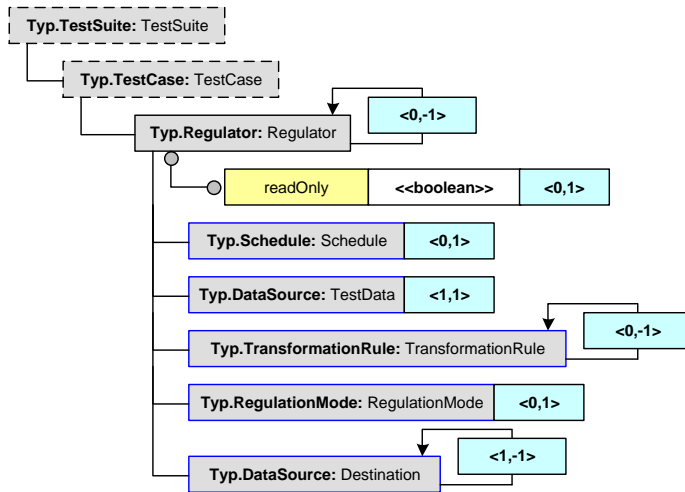 Typ.TestSuite: TestSuite
Typ.TestCase: TestCase
<0,-1>
Typ.Regulator: Regulator
readOnly <<boolean>> <0,1>
Typ.Schedule: Schedule <0,1>
Typ.DataSource: TestData <1,1>
<0,-1>
Typ.TransformationRule: TransformationRule
Typ.RegulationMode: RegulationMode <0,1>
<1,-1>
Typ.DataSource: Destination